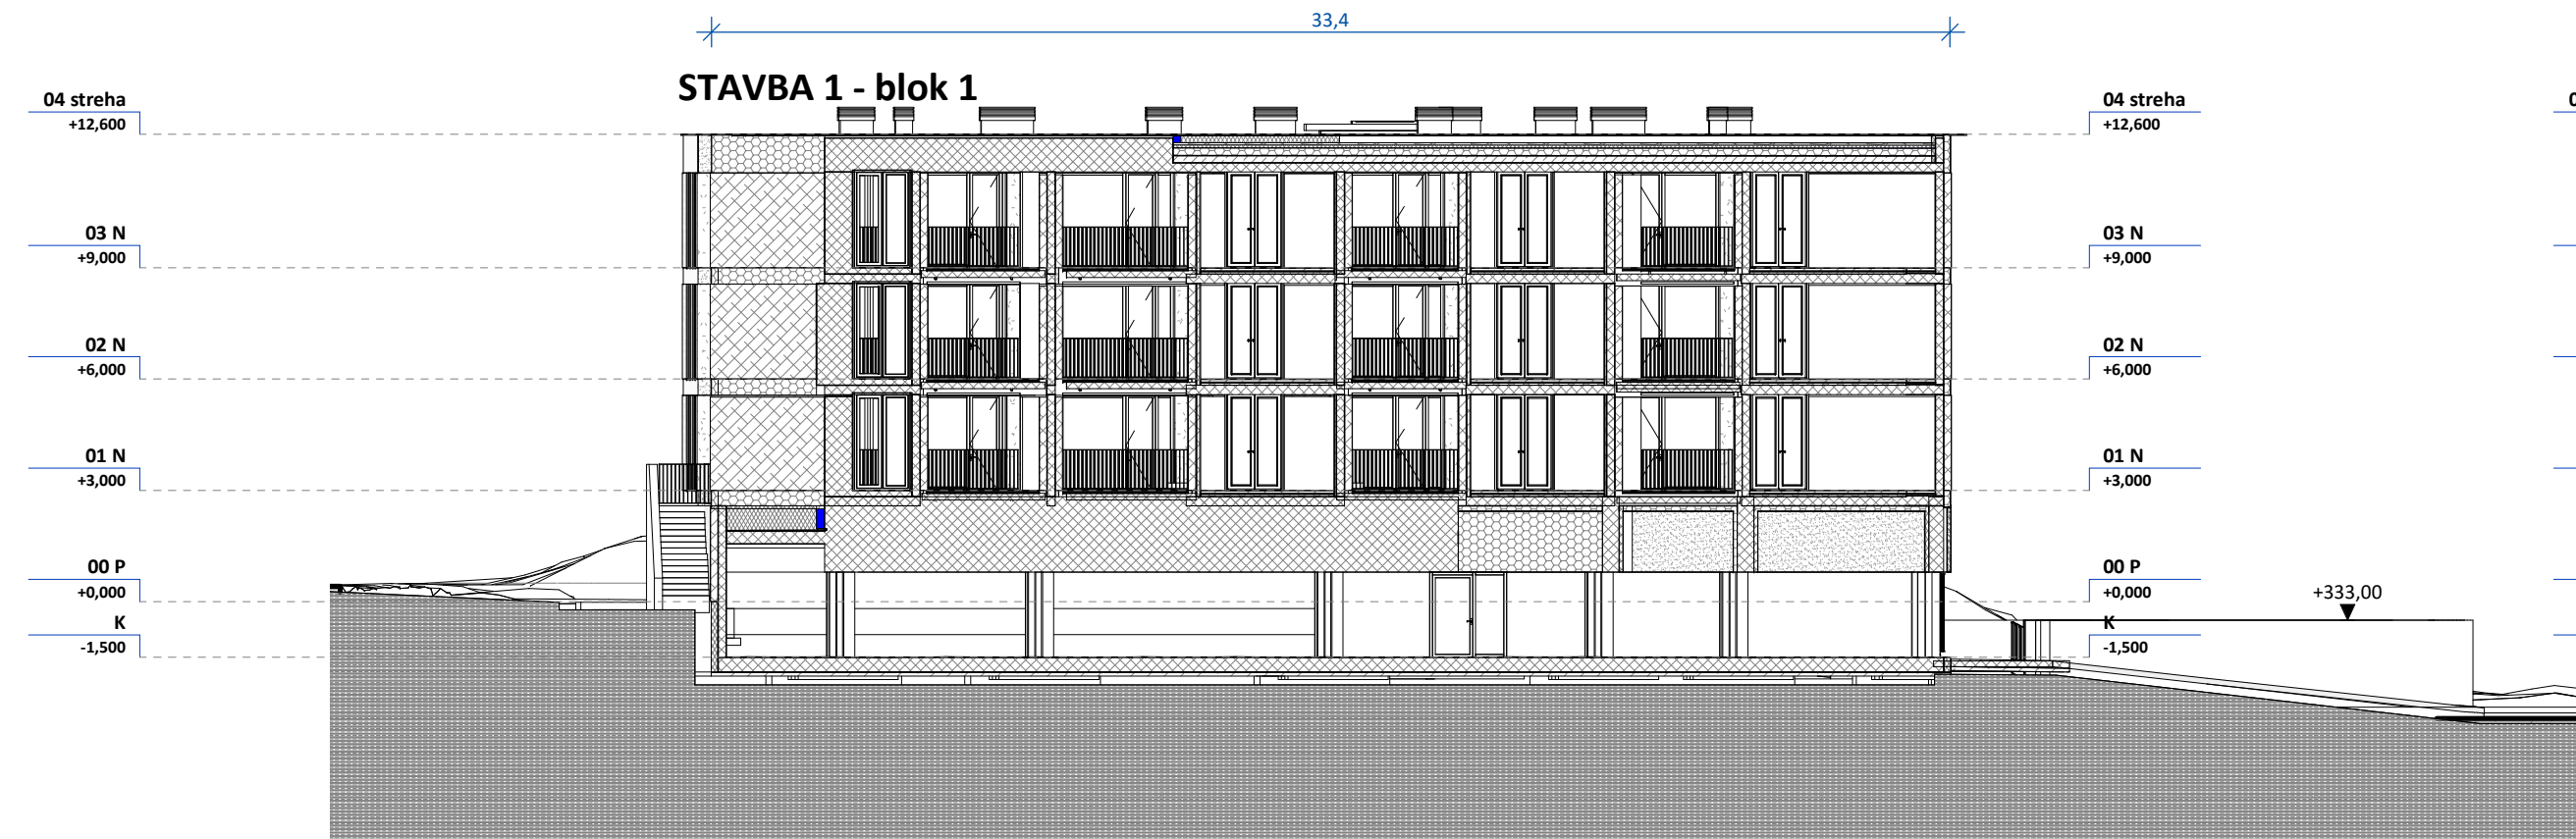 33,4
STAVBA 1 - blok 1
04 streha
+12,600
03 N
+9,000
02 N
+6,000
01 N
+3,000
00 P
+0,000
K
-1,500
04 streha
+12,600
03 N
+9,000
02 N
+6,000
01 N
+3,000
00 P
+0,000
K
-1,500
+333,00
0